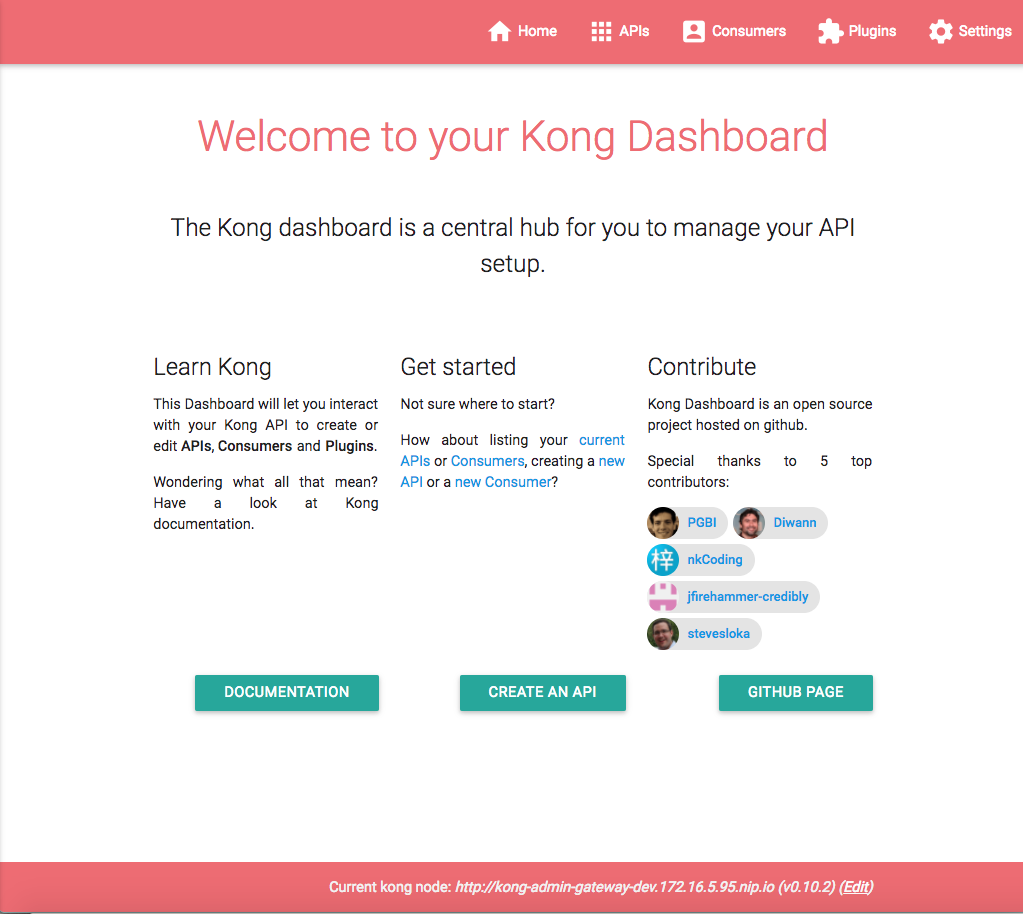 Home APIs Consumers Plugins Settings
Welcome to your Kong Dashboard
The Kong dashboard is a central hub for you to manage your API
setup.
Learn Kong
This Dashboard will let you interact
with your Kong API to create or
edit APIs, Consumers and Plugins.
Wondering what all that mean?
Have a look at Kong
documentation.
DOCUMENTATION
Get started
Not sure where to start?
How about listing your current
APIs or Consumers, creating a new
API or a new Consumer?
CREATE AN API
Contribute
Kong Dashboard is an open source
project hosted on github.
Special thanks to 5 top
contributors:
PGBI Diwann
梓 nkCoding
jfirehammer-credibly
stevesloka
GITHUB PAGE
Current kong node: http://kong-admin-gateway-dev.172.16.5.95.nip.io (v0.10.2) (Edit)